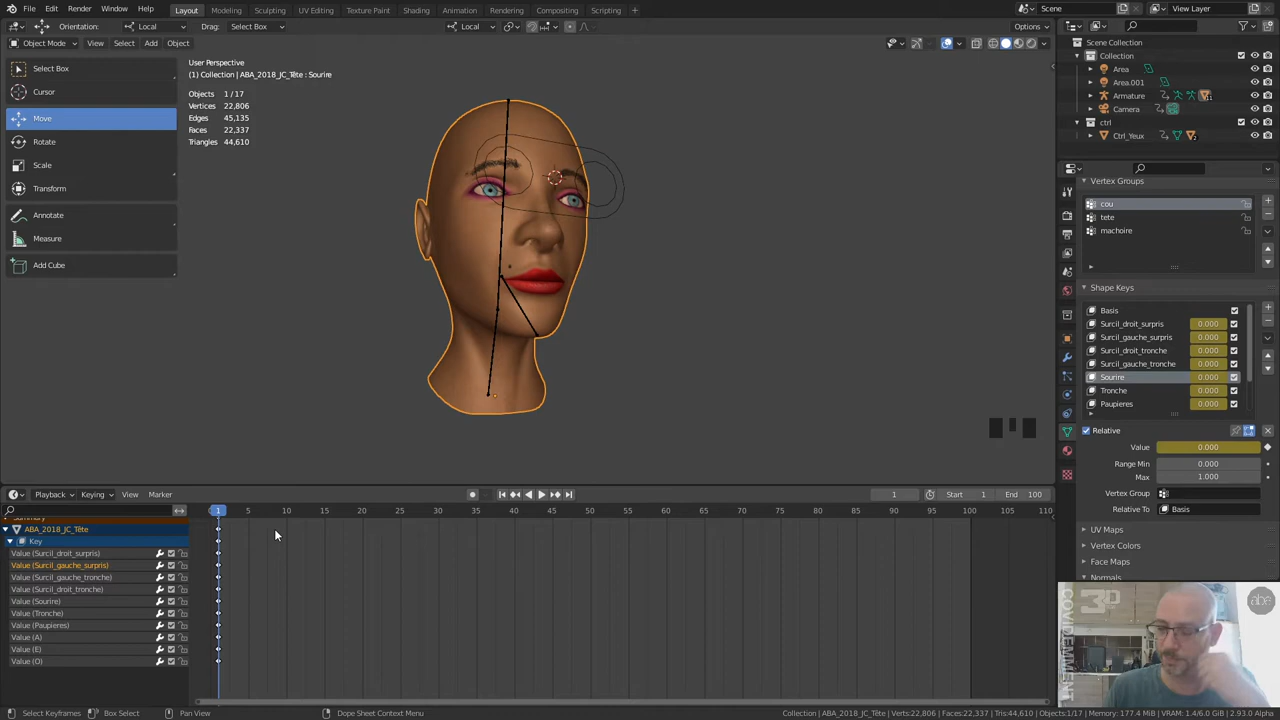 File Edit Render Window Help Layout Modeling Sculpting UV Editing Texture Paint Shading Animation Rendering Compositing Scripting + Scene View Layer
Orientation: Local Drag: Select Box Local Options
Object Mode View Select Add Object
Select Box
Cursor
Move
Rotate
Scale
Transform
Annotate
Measure
Add Cube
User Perspective
(1) Collection | ABA_2018_JC_Tête : Sourire
Objects 1 / 17
Vertices 22,806
Edges 45,135
Faces 22,337
Triangles 44,610
Scene Collection
Collection
Area
Area.001
Armature
Camera
ctrl
Ctrl_Yeux
Vertex Groups
cou
tete
machoire
Shape Keys
Basis
Surcil_droit_surpris 0.000
Surcil_gauche_surpris 0.000
Surcil_droit_tronche 0.000
Surcil_gauche_tronche 0.000
Sourire 0.000
Tronche 0.000
Paupieres 0.000
Relative
Value 0.000
Range Min 0.000
Max 1.000
Vertex Group
Relative To Basis
UV Maps
Vertex Colors
Face Maps
Normals
Playback Keying View Marker 1 Start 1 End 100
1 5 10 15 20 25 30 35 40 45 50 55 60 65 70 75 80 85 90 95 100 105 110
Summary
ABA_2018_JC_Tête
Key
Value (Surcil_droit_surpris)
Value (Surcil_gauche_surpris)
Value (Surcil_gauche_tronche)
Value (Surcil_droit_tronche)
Value (Sourire)
Value (Tronche)
Value (Paupieres)
Value (A)
Value (E)
Value (O)
COVIDEMENT
3D
abe
Select Keyframes Box Select Pan View Dope Sheet Context Menu Collection | ABA_2018_JC_Tête | Verts:22,806 | Faces:22,337 | Tris:44,610 | Objects:1/17 | Memory: 177.4 MiB | VRAM: 1.4/6.0 GiB | 2.93.0 Alpha